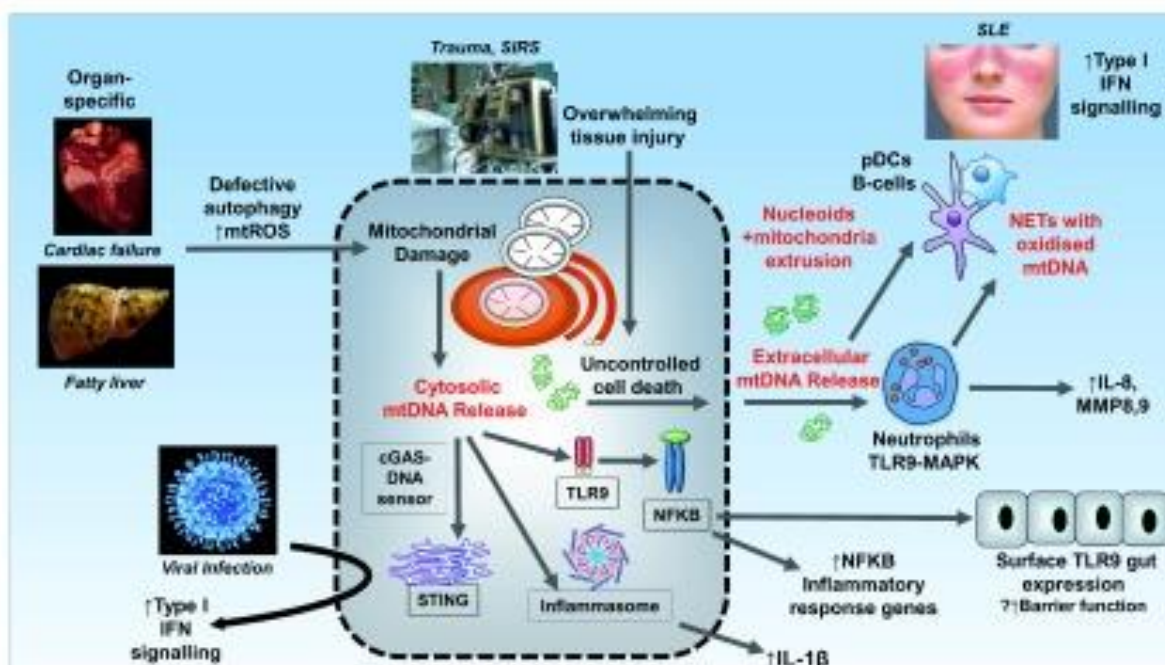 Organ-
specific
Cardiac failure
Fatty liver
Defective
autophagy
↑mtROS
Trauma, SIRS
Overwhelming
tissue injury
Mitochondrial
Damage
Cytosolic
mtDNA Release
Uncontrolled
cell death
cGAS-
DNA
sensor
STING
TLR9
NFKB
Inflammasome
Viral Infection
↑Type I
IFN
signalling
↑IL-1ß
Nucleoids
+mitochondria
extrusion
Extracellular
mtDNA Release
SLE
↑Type I
IFN
signalling
pDCs
B-cells
NETs with
oxidised
mtDNA
Neutrophils
TLR9-MAPK
↑IL-8,
MMP8,9
↑NFKB
Inflammatory
response genes
Surface TLR9 gut
expression
?↑Barrier function